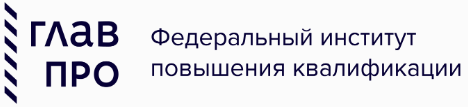 глав
про
Федеральный институт
повышения квалификации